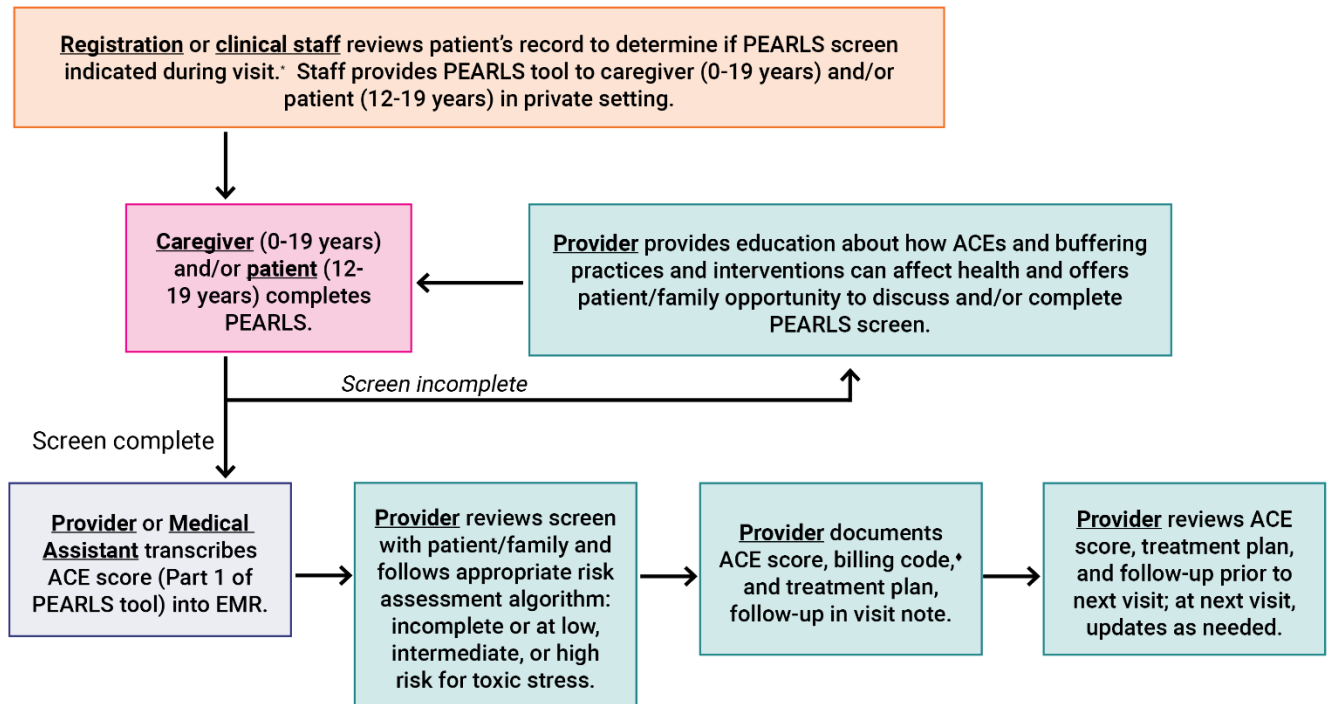 Registration or clinical staff reviews patient's record to determine if PEARLS screen
indicated during visit.* Staff provides PEARLS tool to caregiver (0-19 years) and/or
patient (12-19 years) in private setting.
Caregiver (0-19 years)
and/or patient (12-
19 years) completes
PEARLS.
Provider provides education about how ACEs and buffering
practices and interventions can affect health and offers
patient/family opportunity to discuss and/or complete
PEARLS screen.
Screen incomplete
Screen complete
Provider or Medical
Assistant transcribes
ACE score (Part 1 of
PEARLS tool) into EMR.
Provider reviews screen
with patient/family and
follows appropriate risk
assessment algorithm:
incomplete or at low,
intermediate, or high
risk for toxic stress.
Provider documents
ACE score, billing code,♦
and treatment plan,
follow-up in visit note.
Provider reviews ACE
score, treatment plan,
and follow-up prior to
next visit; at next visit,
updates as needed.